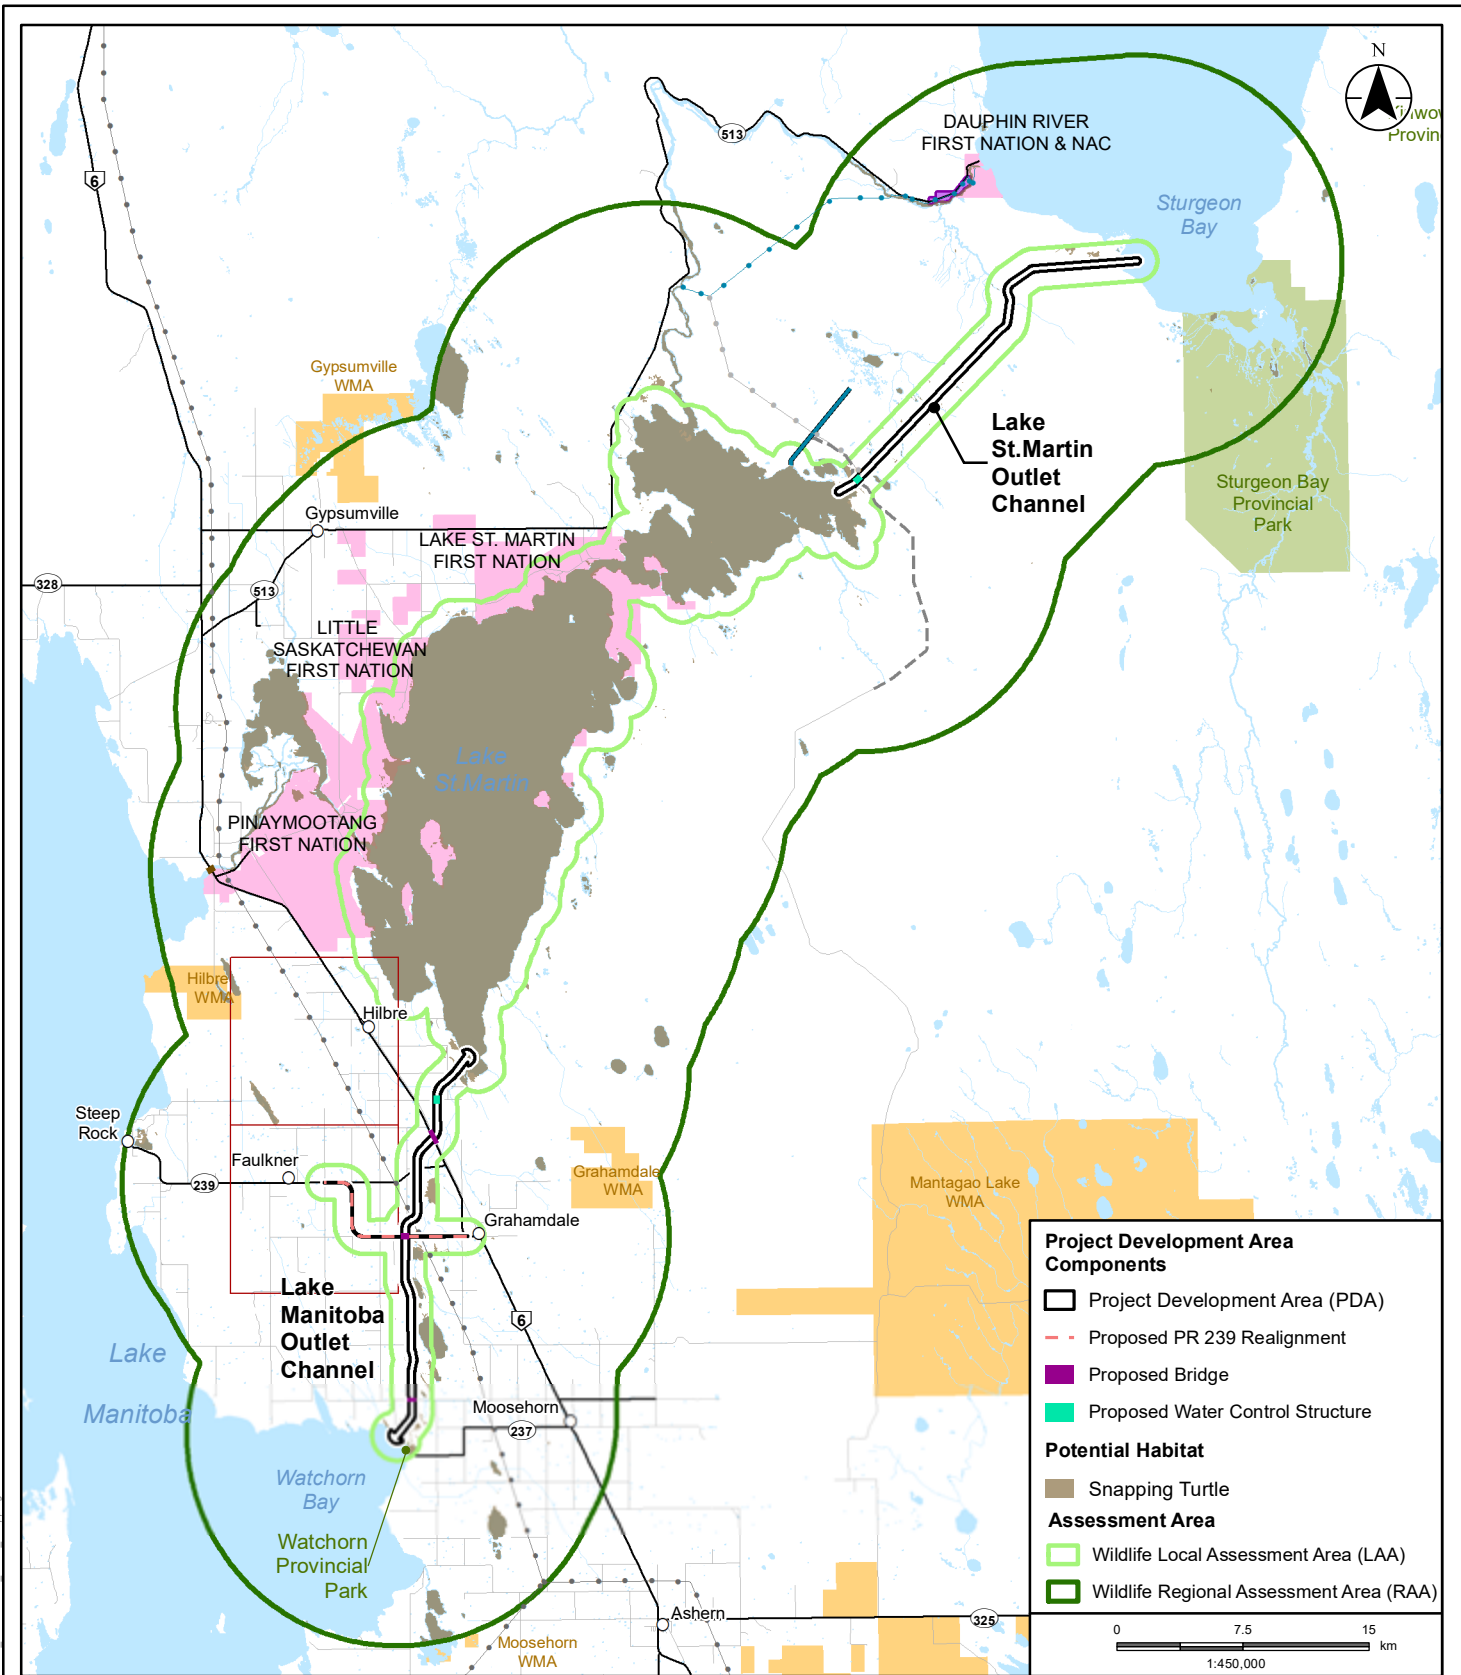 N
513
DAUPHIN RIVER
FIRST NATION & NAC
Provin
6
Sturgeon
Bay
Gypsumville
WMA
Lake
St.Martin
Outlet
Channel
Sturgeon Bay
Provincial
Park
Gypsumville
LAKE ST. MARTIN
FIRST NATION
328
513
LITTLE
SASKATCHEWAN
FIRST NATION
Lake
St.Martin
PINAYMOOTANG
FIRST NATION
Hilbre
WMA
Hilbre
Steep
Rock
Faulkner
239
Grahamdale
WMA
Mantagao Lake
WMA
Grahamdale
Lake
Manitoba
Outlet
Channel
6
Lake
Manitoba
Moosehorn
237
Watchorn
Bay
Watchorn
Provincial
Park
Ashern
325
Moosehorn
WMA
Project Development Area
Components
Project Development Area (PDA)
Proposed PR 239 Realignment
Proposed Bridge
Proposed Water Control Structure
Potential Habitat
Snapping Turtle
Assessment Area
Wildlife Local Assessment Area (LAA)
Wildlife Regional Assessment Area (RAA)
0 7.5 15
km
1:450,000